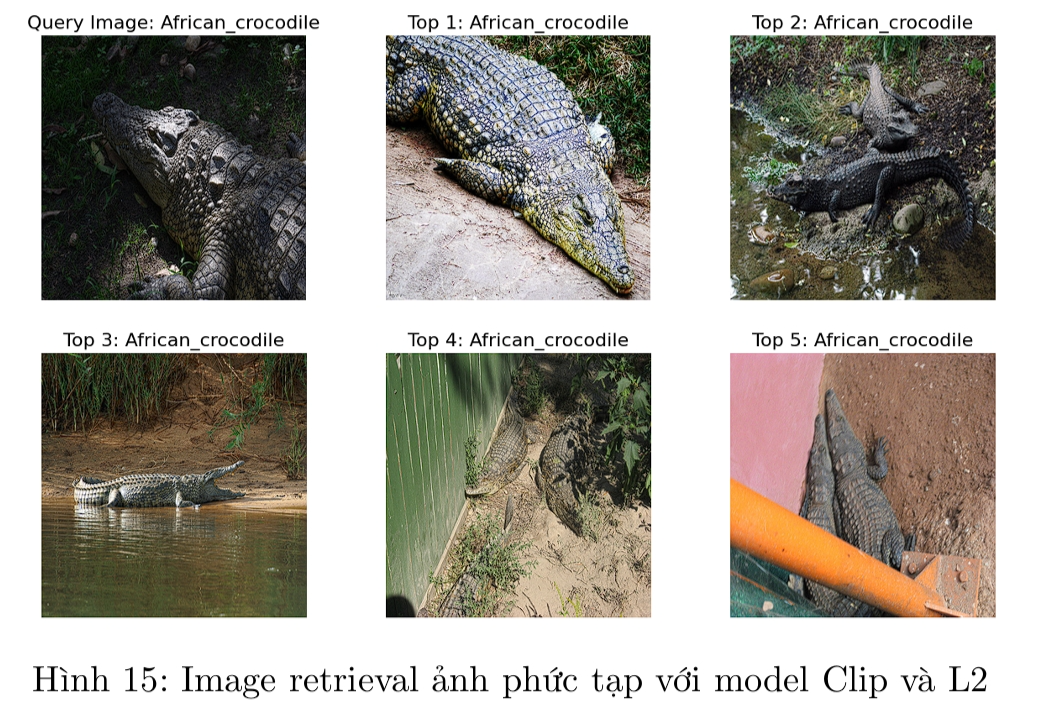 Query Image: African_crocodile
Top 1: African_crocodile
Top 2: African_crocodile
Top 3: African_crocodile
Top 4: African_crocodile
Top 5: African_crocodile
Hình 15: Image retrieval ảnh phức tạp với model Clip và L2